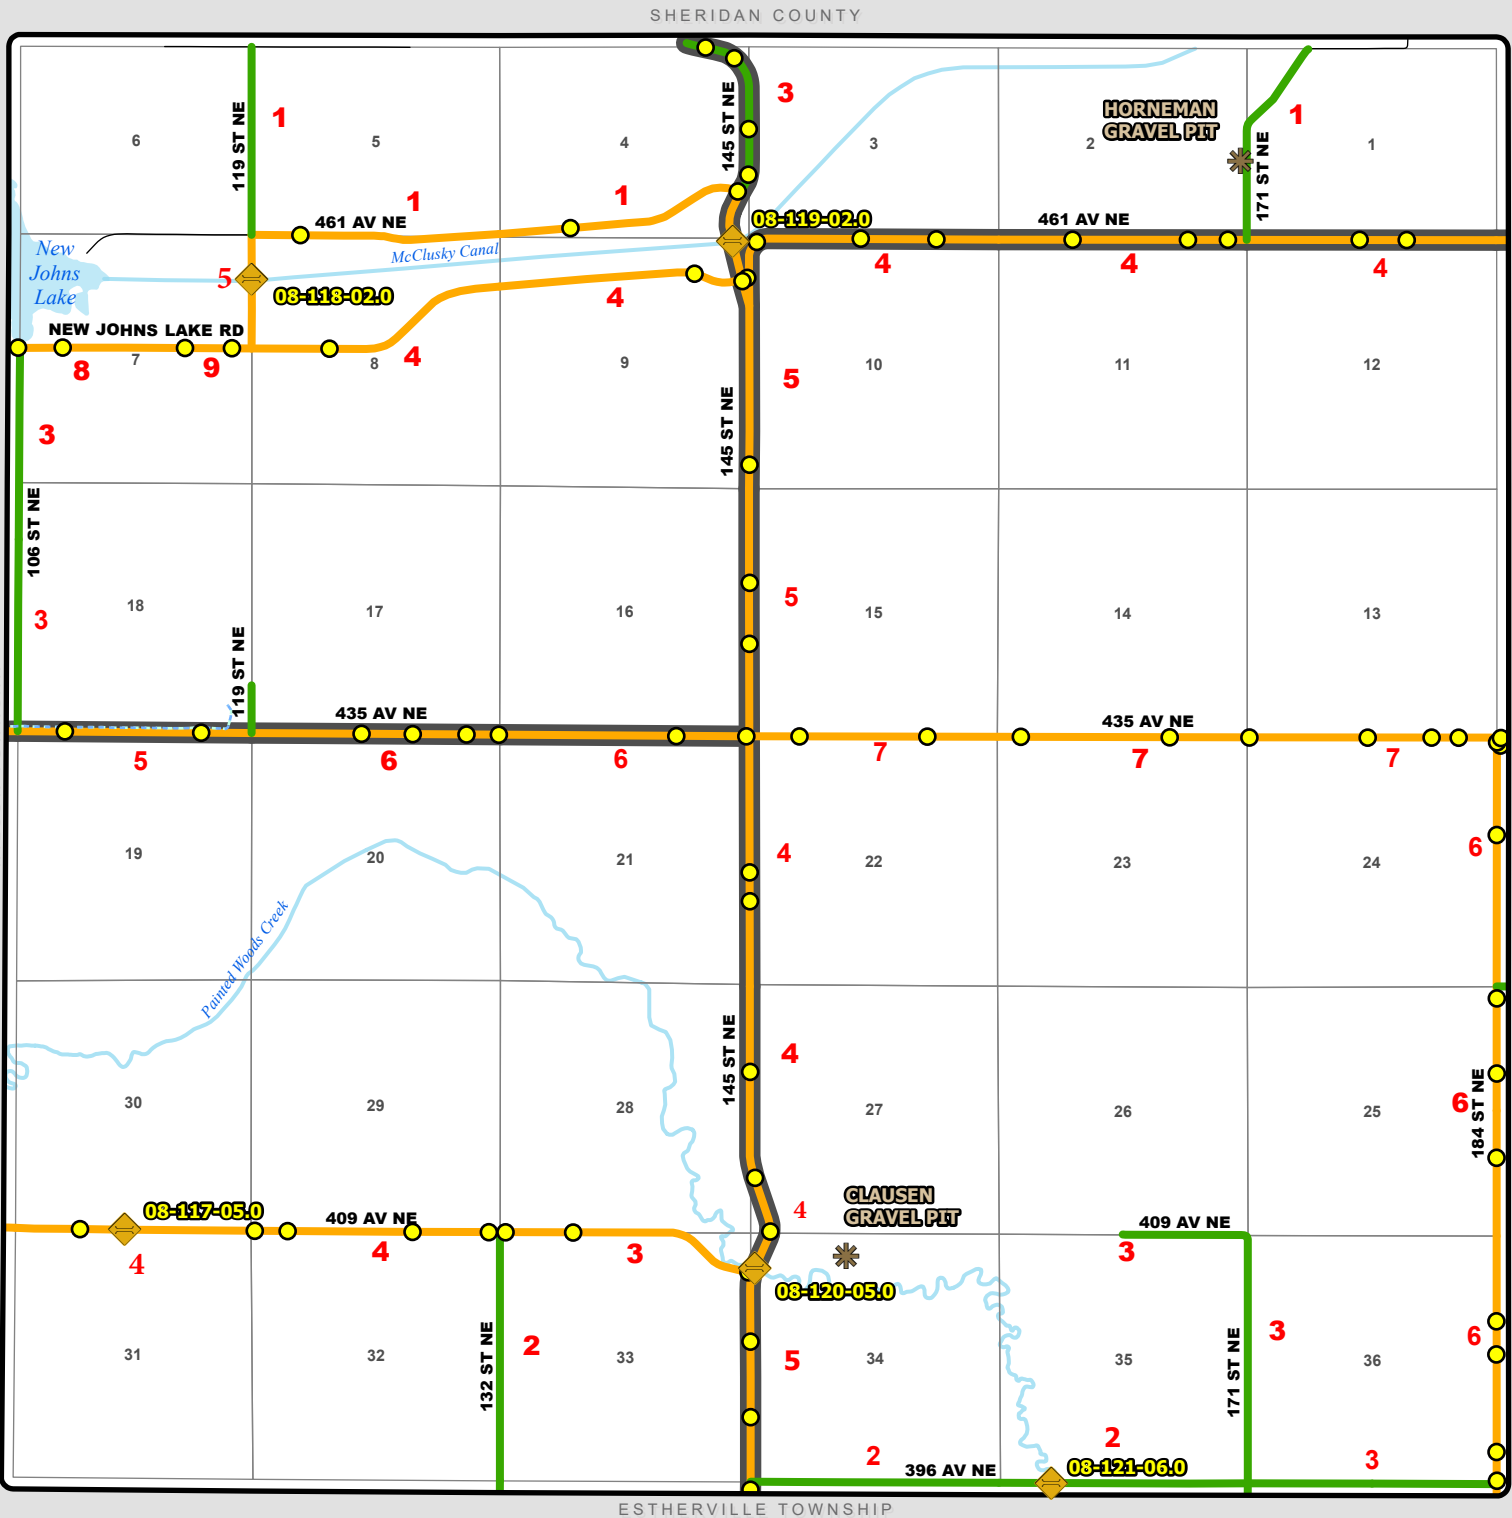 SHERIDAN COUNTY
119 ST NE
1
145 ST NE
3
HORNEMAN
GRAVEL PIT
1
171 ST NE
6
5
4
3
2
1
1
1
461 AV NE
08-119-02.0
461 AV NE
McClusky Canal
4
4
4
New
Johns
Lake
5
08-118-02.0
4
NEW JOHNS LAKE RD
8
7
9
8
4
9
5
10
11
12
145 ST NE
3
106 ST NE
18
17
16
5
15
14
13
3
119 ST NE
435 AV NE
435 AV NE
5
6
6
7
7
7
19
20
21
4
22
23
24
6
Painted Woods Creek
145 ST NE
4
30
29
28
27
26
25
6
184 ST NE
08-117-05.0
409 AV NE
4
CLAUSEN
GRAVEL PIT
409 AV NE
4
4
3
3
08-120-05.0
132 ST NE
2
31
32
33
5
34
35
171 ST NE
3
36
6
2
2
3
396 AV NE
08-121-06.0
ESTHERVILLE TOWNSHIP